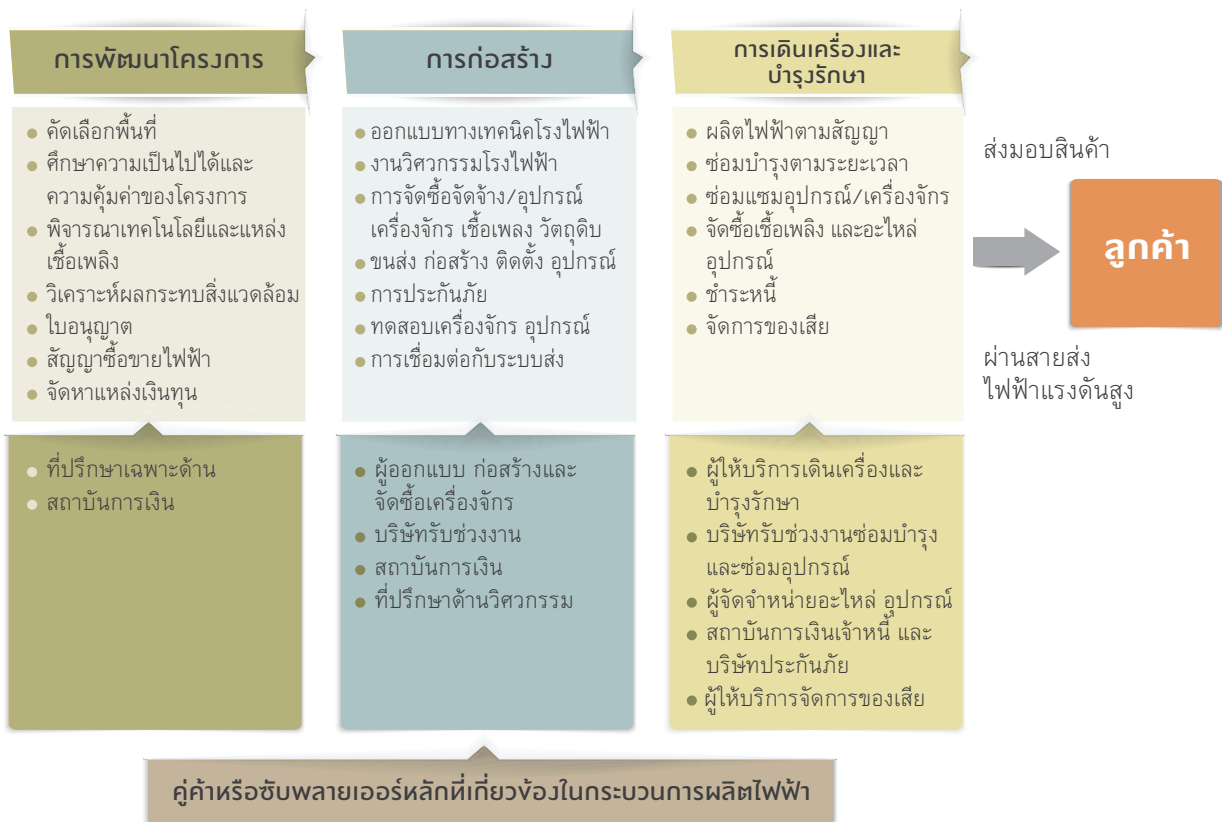 การพัฒนาโครงการ
คัดเลือกพื้นที่
ศึกษาความเป็นไปได้และ
ความคุ้มค่าของโครงการ
พิจารณาเทคโนโลยีและแหล่ง
เชื้อเพลิง
วิเคราะห์ผลกระทบสิ่งแวดล้อม
ใบอนุญาต
สัญญาซื้อขายไฟฟ้า
จัดหาแหล่งเงินทุน
ที่ปรึกษาเฉพาะด้าน
สถาบันการเงิน
การก่อสร้าง
ออกแบบทางเทคนิคโรงไฟฟ้า
งานวิศวกรรมโรงไฟฟ้า
การจัดซื้อจัดจ้าง/อุปกรณ์
เครื่องจักร เชื้อเพลง วัตถุดิบ
ขนส่ง ก่อสร้าง ติดตั้ง อุปกรณ์
การประกันภัย
ทดสอบเครื่องจักร อุปกรณ์
การเชื่อมต่อกับระบบส่ง
ผู้ออกแบบ ก่อสร้างและ
จัดซื้อเครื่องจักร
บริษัทรับช่วงงาน
สถาบันการเงิน
ที่ปรึกษาด้านวิศวกรรม
การเดินเครื่องและ
บำรุงรักษา
ผลิตไฟฟ้าตามสัญญา
ซ่อมบำรุงตามระยะเวลา
ซ่อมแซมอุปกรณ์/เครื่องจักร
จัดซื้อเชื้อเพลิง และอะไหล่
อุปกรณ์
ชำระหนี้
จัดการของเสีย
ผู้ให้บริการเดินเครื่องและ
บำรุงรักษา
บริษัทรับช่วงงานซ่อมบำรุง
และซ่อมอุปกรณ์
ผู้จัดจำหน่ายอะไหล่ อุปกรณ์
สถาบันการเงินเจ้าหนี้ และ
บริษัทประกันภัย
ผู้ให้บริการจัดการของเสีย
ส่งมอบสินค้า
ลูกค้า
ผ่านสายส่ง
ไฟฟ้าแรงดันสูง
คู่ค้าหรือซับพลายเออร์หลักที่เกี่ยวข้องในกระบวนการผลิตไฟฟ้า